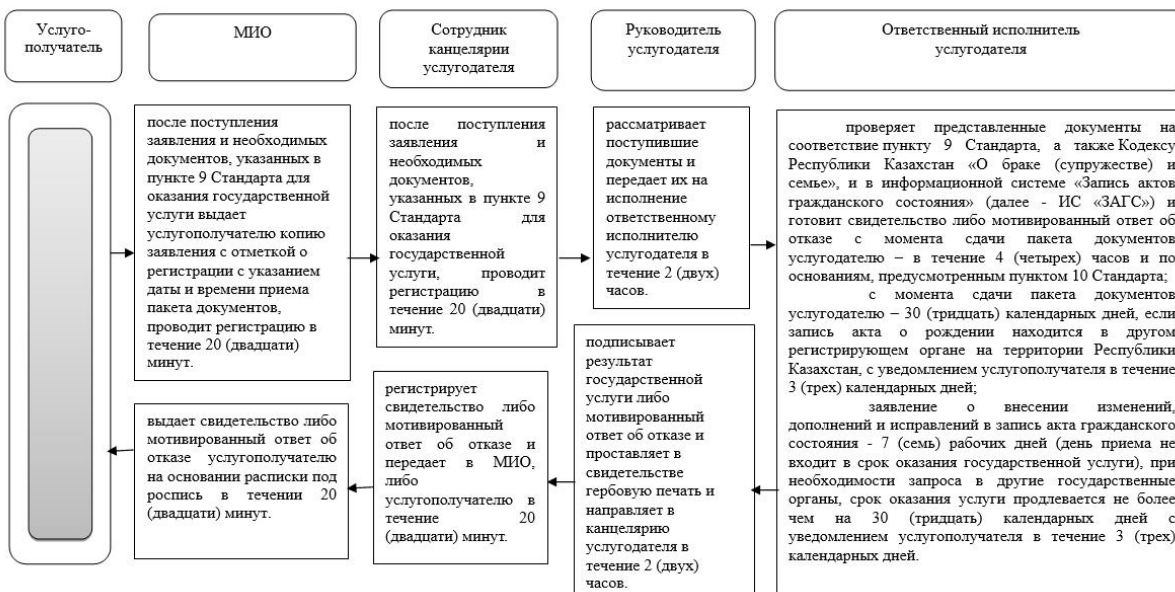 Услуго-
получатель
МИО
Сотрудник
канцелярии
услугодателя
Руководитель
услугодателя
Ответственный исполнитель
услугодателя
после поступления
заявления и необходимых
документов, указанных в
пункте 9 Стандарта для
оказания государственной
услуги выдает
услугополучателю копию
заявления с отметкой о
регистрации с указанием
даты и времени приема
пакета документов,
проводит регистрацию в
течение 20 (двадцати)
минут.
после поступления
заявления и
необходимых
документов,
указанных в пункте 9
Стандарта для
оказания
государственной
услуги, проводит
регистрацию в
течение 20 (двадцати)
минут.
рассматривает
поступившие
документы и
передает их на
исполнение
ответственному
исполнителю
услугодателя в
течение 2 (двух)
часов.
проверяет представленные документы на
соответствие пункту 9 Стандарта, а также Кодексу
Республики Казахстан «О браке (супружестве) и
семье», и в информационной системе «Запись актов
гражданского состояния» (далее - ИС «ЗАГС») и
готовит свидетельство либо мотивированный ответ об
отказе с момента сдачи пакета документов
услугодателю – в течение 4 (четырех) часов и по
основаниям, предусмотренным пунктом 10 Стандарта;
с момента сдачи пакета документов
услугодателю – 30 (тридцать) календарных дней, если
запись акта о рождении находится в другом
регистрирующем органе на территории Республики
Казахстан, с уведомлением услугополучателя в течение
3 (трех) календарных дней;
заявление о внесении изменений,
дополнений и исправлений в запись акта гражданского
состояния - 7 (семь) рабочих дней (день приема не
входит в срок оказания государственной услуги), при
необходимости запроса в другие государственные
органы, срок оказания услуги продлевается не более
чем на 30 (тридцать) календарных дней с
уведомлением услугополучателя в течение 3 (трех)
календарных дней.
подписывает
результат
государственной
услуги либо
мотивированный
ответ об отказе и
проставляет в
свидетельстве
гербовую печать и
направляет в
канцелярию
услугодателя в
течение 2 (двух)
часов.
регистрирует
свидетельство либо
мотивированный
ответ об отказе и
передает в МИО,
либо
услугополучателю в
течение 20
(двадцати) минут.
выдает свидетельство либо
мотивированный ответ об
отказе услугополучателю
на основании расписки под
роспись в течении 20
(двадцати) минут.